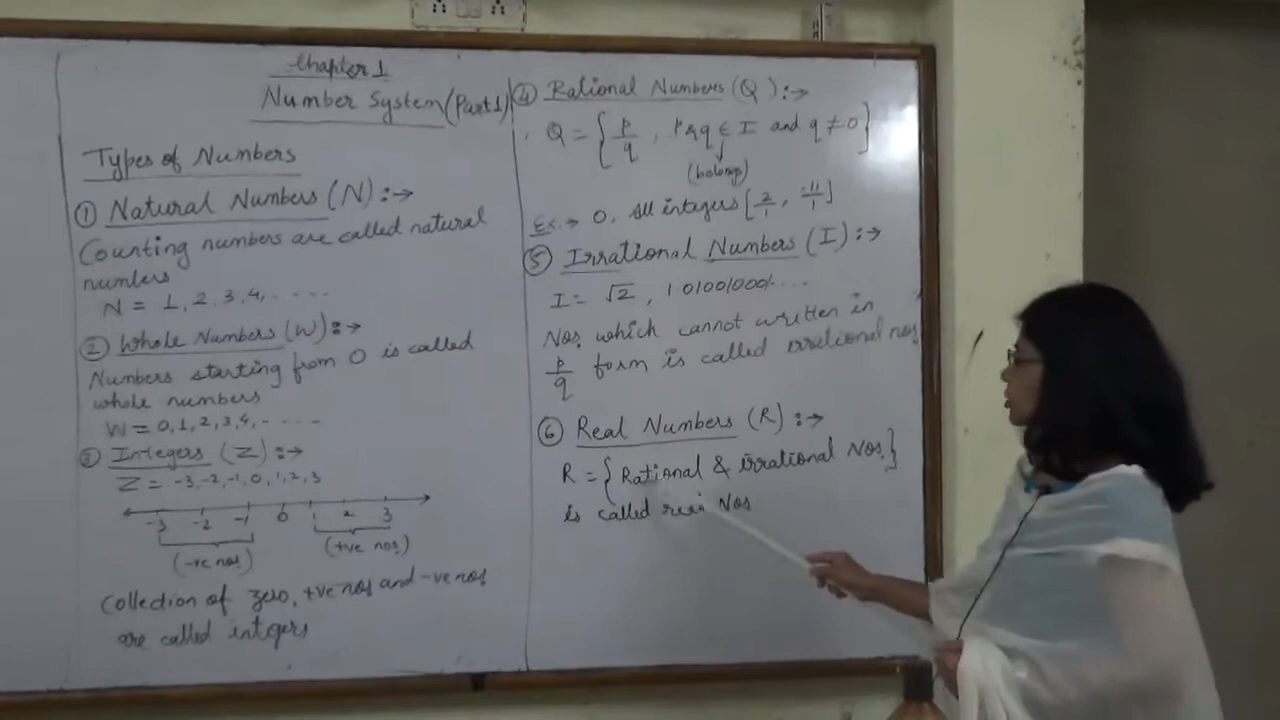 Chapter 1
Number System (Part 1)
Types of Numbers
① Natural Numbers (N) :→
Counting numbers are called natural
numbers
N = 1, 2, 3, 4, . . . .
② Whole Numbers (W) :→
Numbers starting from 0 is called
whole numbers
W = 0, 1, 2, 3, 4, - . . .
③ Integers (Z) :→
Z = -3, -2, -1, 0, 1, 2, 3
-3 -2 -1 0 2 3
(-ve nos) (+ve nos)
Collection of zero, +ve nos and -ve nos
are called integers
④ Rational Numbers (Q) :→
Q = { p/q , p & q ∈ I and q ≠ 0 }
Ex → 0, All integers [ 2/1 , -11/1 ]
⑤ Irrational Numbers (I) :→
I = √2 , 1 01001000 . . . .
Nos. which cannot written in
p/q form is called irrational nos
⑥ Real Numbers (R) :→
R = { Rational & irrational Nos. }
is called Nos